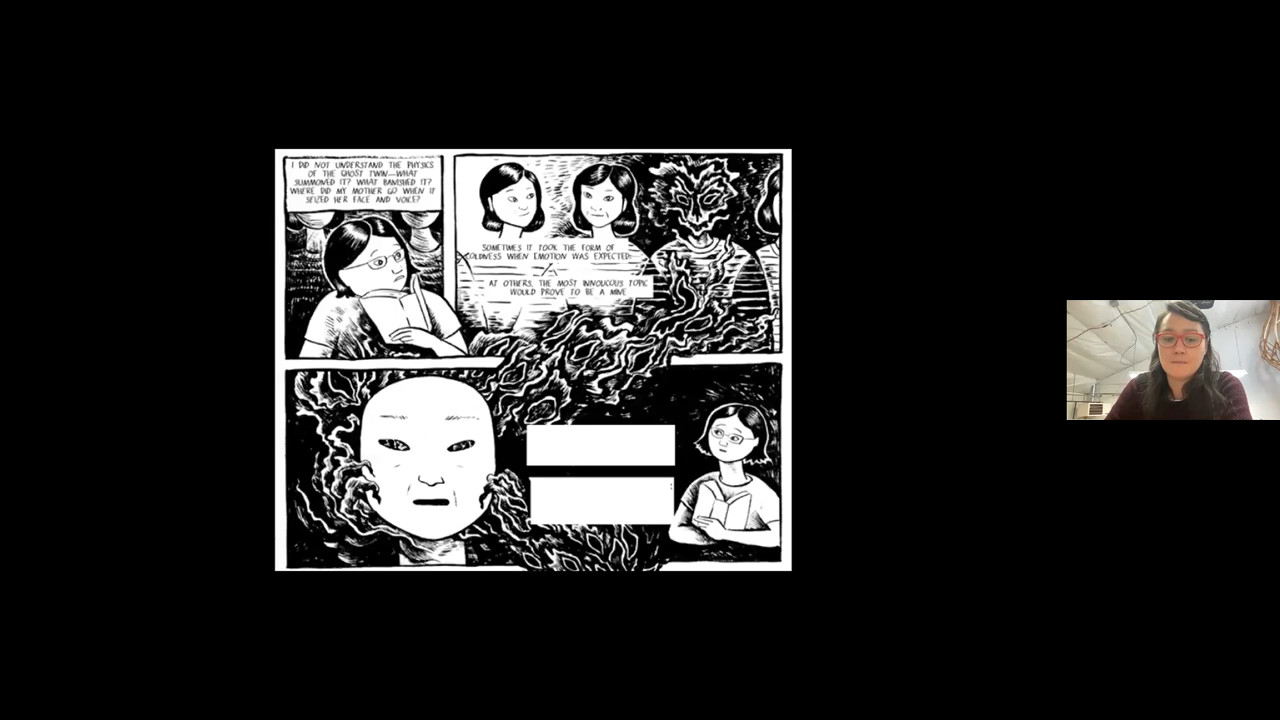 I DID NOT UNDERSTAND THE PHYSICS
OF THE GHOST TWIN—WHAT
SUMMONED IT? WHAT BANISHED IT?
WHERE DID MY MOTHER GO WHEN IT
SEIZED HER FACE AND VOICE?
SOMETIMES IT TOOK THE FORM OF
COLDNESS WHEN EMOTION WAS EXPECTED.
AT OTHERS, THE MOST INNOUCOUS TOPIC
WOULD PROVE TO BE A MINE